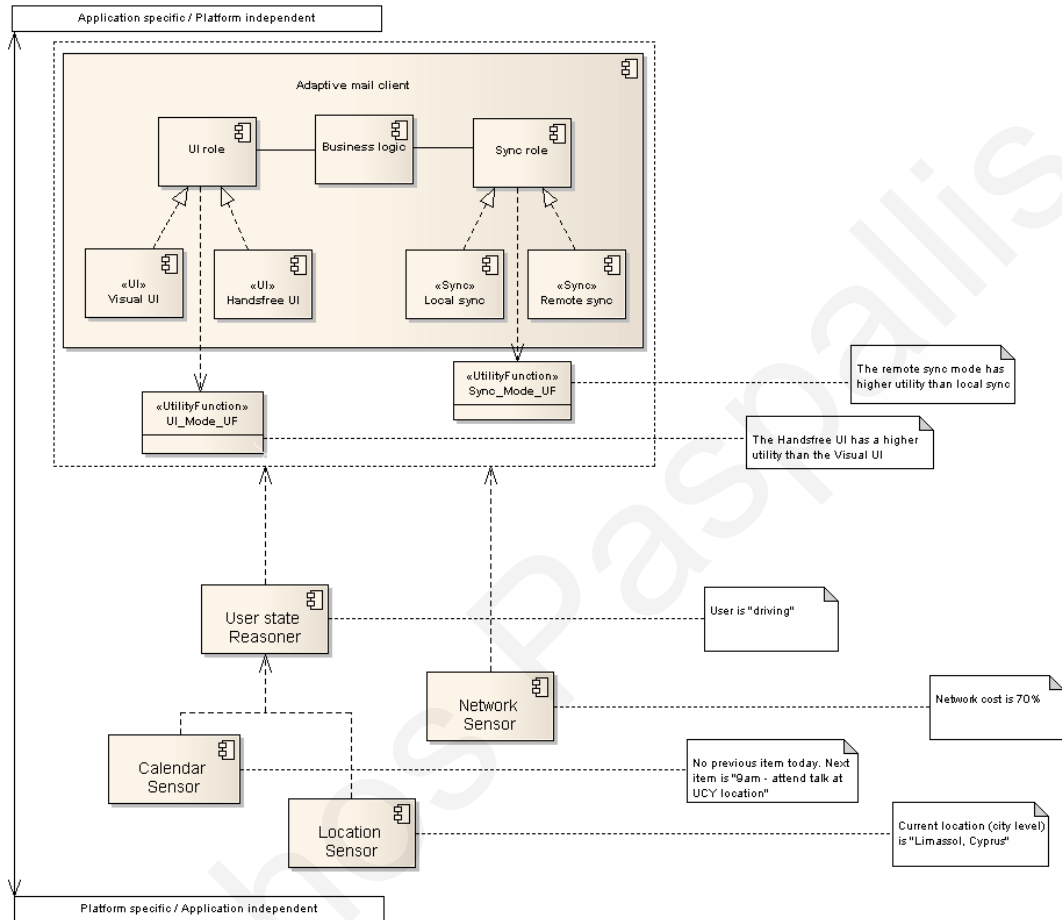 Application specific / Platform independent
Adaptive mail client
UI role
Business logic
Sync role
«UI»
Visual UI
«UI»
Handsfree UI
«Sync»
Local sync
«Sync»
Remote sync
«UtilityFunction»
Sync_Mode_UF
The remote sync mode has
higher utility than local sync
«UtilityFunction»
UI_Mode_UF
The Handsfree UI has a higher
utility than the Visual UI
User state
Reasoner
User is "driving"
Network
Sensor
Network cost is 70%
Calendar
Sensor
No previous item today. Next
item is "9am - attend talk at
UCY location"
Location
Sensor
Current location (city level)
is "Limassol, Cyprus"
Platform specific / Application independent
hos Paspallis